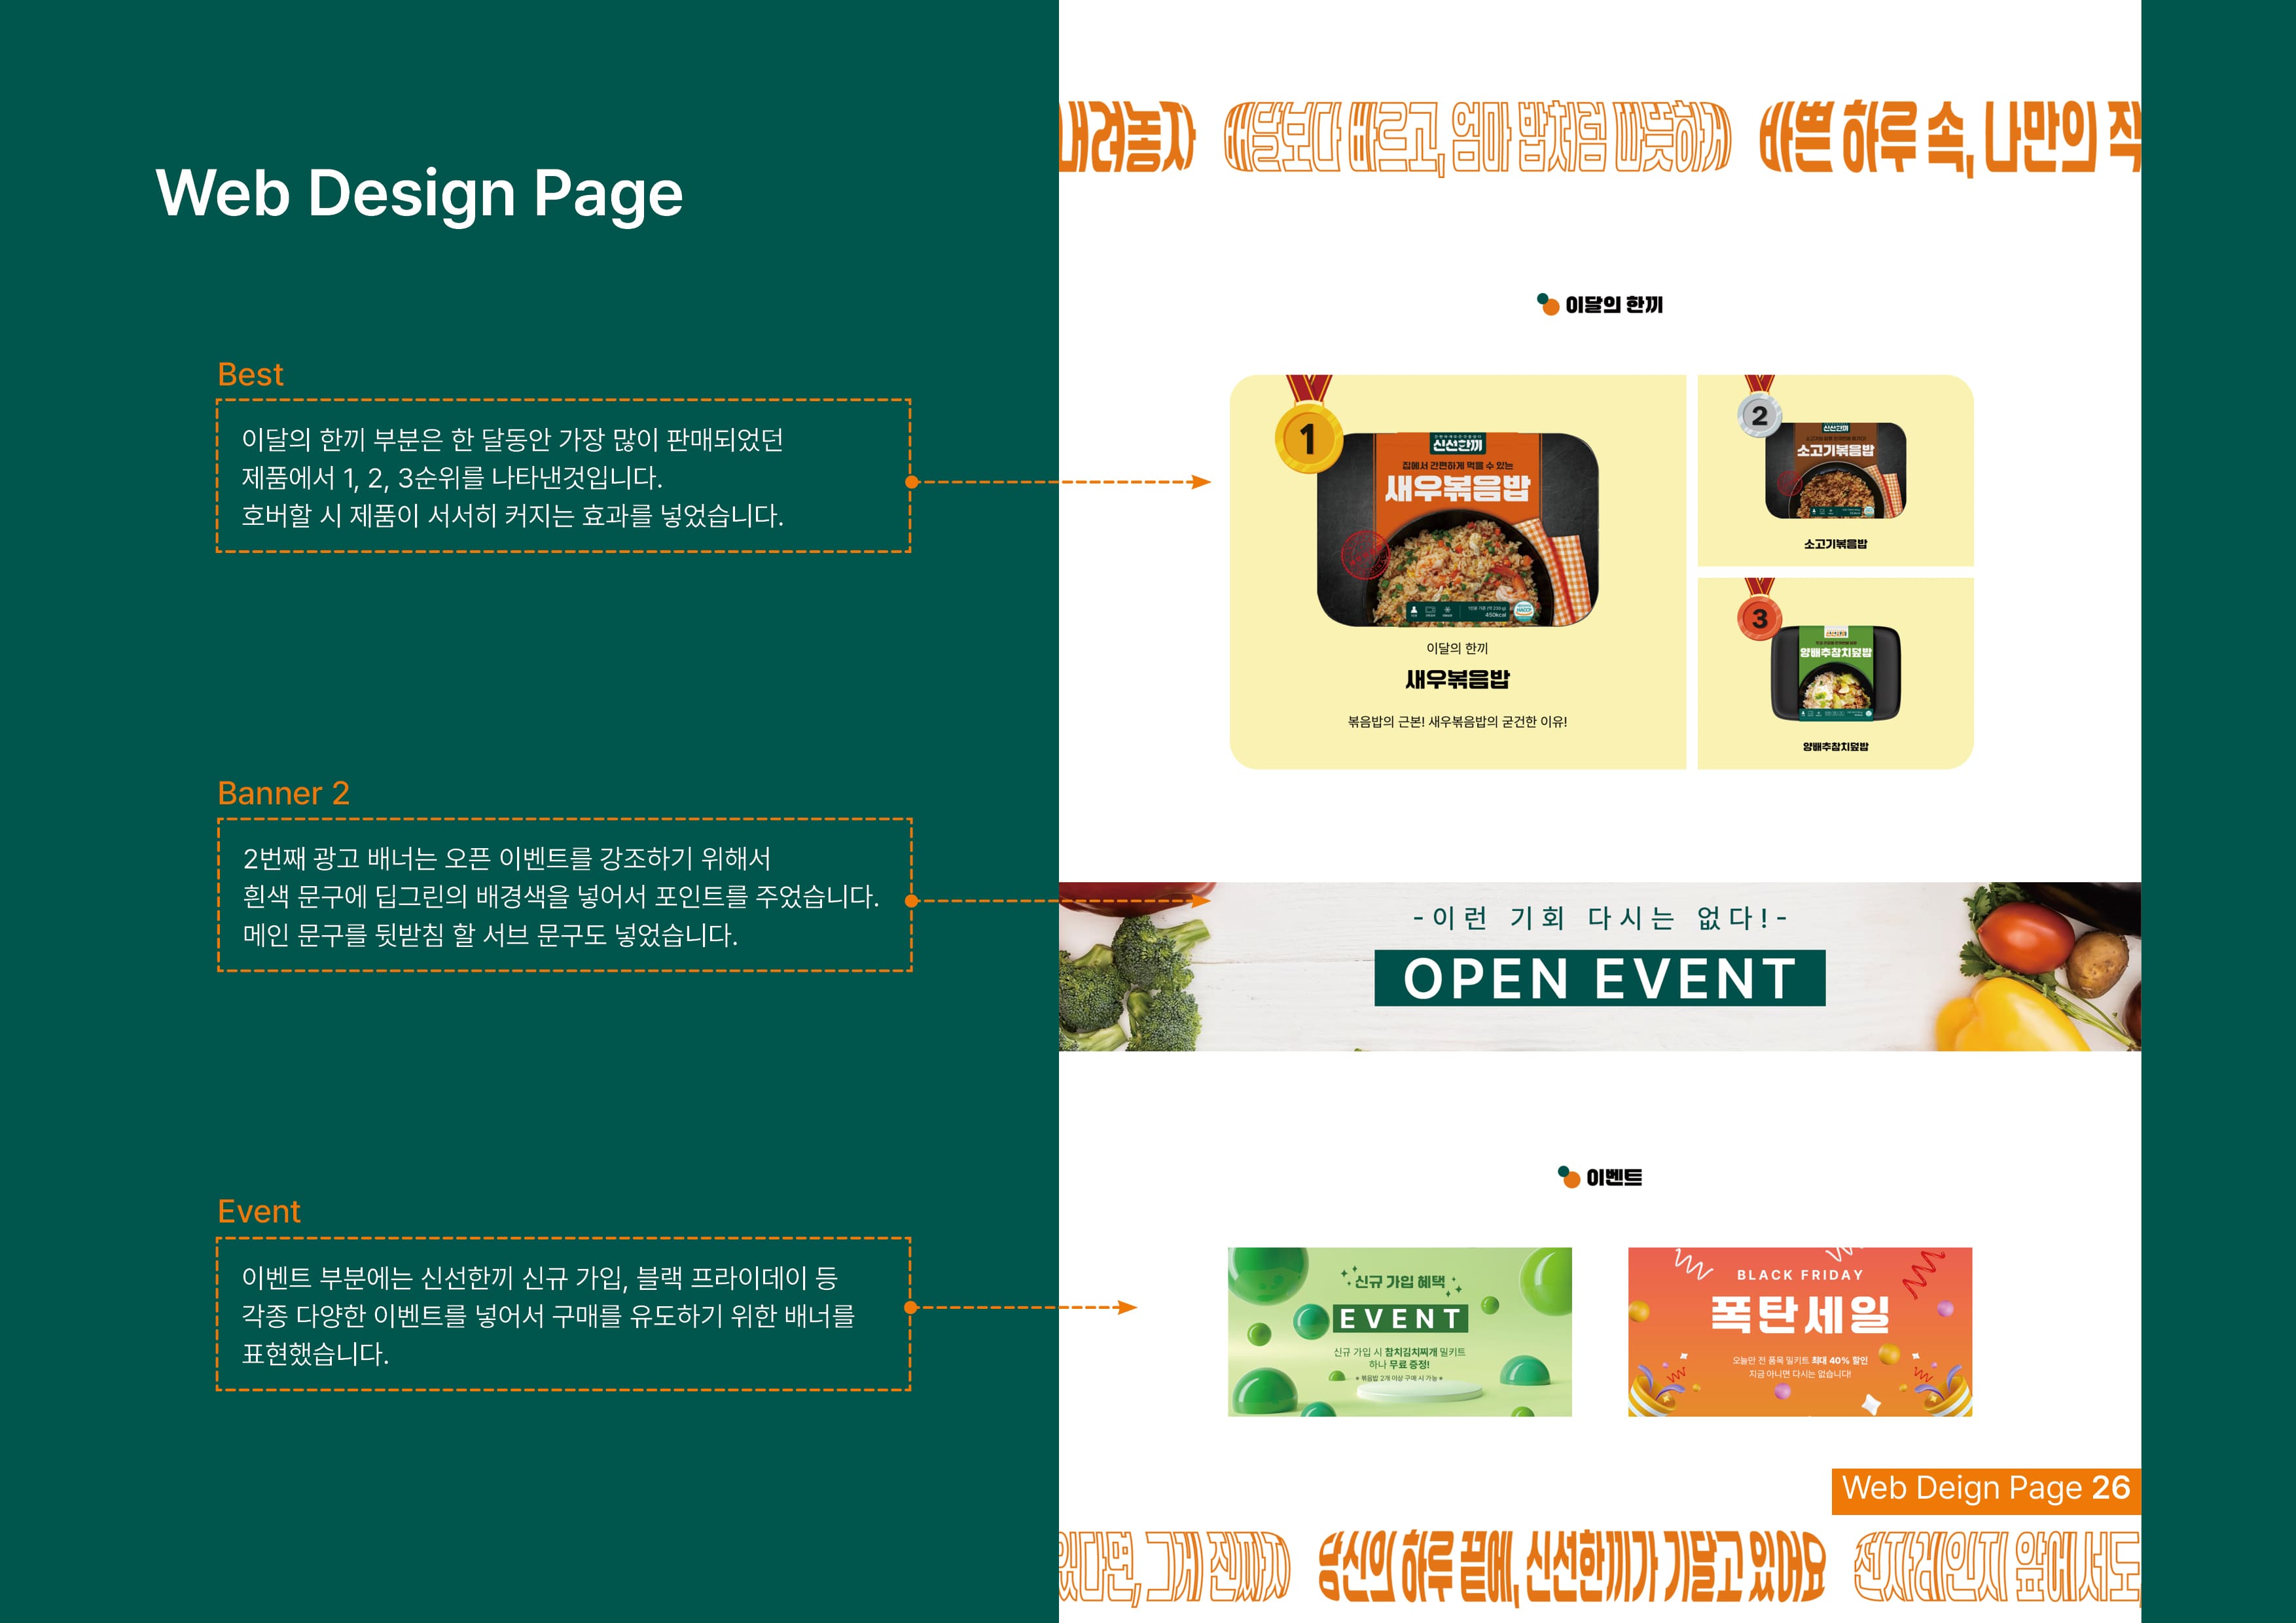 Web Design Page
Best
이달의 한끼 부분은 한 달동안 가장 많이 판매되었던
제품에서 1, 2, 3순위를 나타낸것입니다.
호버할 시 제품이 서서히 커지는 효과를 넣었습니다.
Banner 2
2번째 광고 배너는 오픈 이벤트를 강조하기 위해서
흰색 문구에 딥그린의 배경색을 넣어서 포인트를 주었습니다.
메인 문구를 뒷받침 할 서브 문구도 넣었습니다.
Event
이벤트 부분에는 신선한끼 신규 가입, 블랙 프라이데이 등
각종 다양한 이벤트를 넣어서 구매를 유도하기 위한 배너를
표현했습니다.
내려놓자 배달보다 빠르고, 엄마 밥처럼 따뜻하게 바쁜 하루 속, 나만의 작
이달의 한끼
1
신선한끼
집에서 간편하게 먹을 수 있는
새우볶음밥
450kcal
HACCP
이달의 한끼
새우볶음밥
볶음밥의 근본! 새우볶음밥의 굳건한 이유!
2
신선한끼
소고기볶음밥
소고기볶음밥
3
신선한끼
양배추참치덮밥
양배추참치덮밥
-이런 기회 다시는 없다!-
OPEN EVENT
이벤트
신규 가입 혜택
EVENT
신규 가입 시 참치김치찌개 밀키트
하나 무료 증정!
* 볶음밥 2개 이상 구매 시 가능 *
BLACK FRIDAY
폭탄세일
오늘만 전 품목 밀키트 최대 40% 할인
지금 아니면 다시는 없습니다!
Web Deign Page 26
있다면, 그게 진짜지 당신의 하루 끝에, 신선한끼가 기달고 있어요 전자레인지 앞에서도